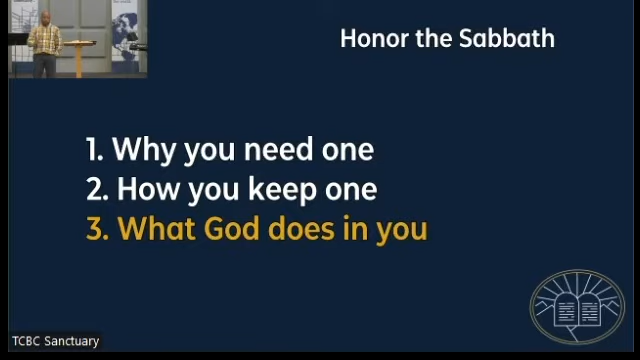 Honor the Sabbath
1. Why you need one
2. How you keep one
3. What God does in you
TCBC Sanctuary